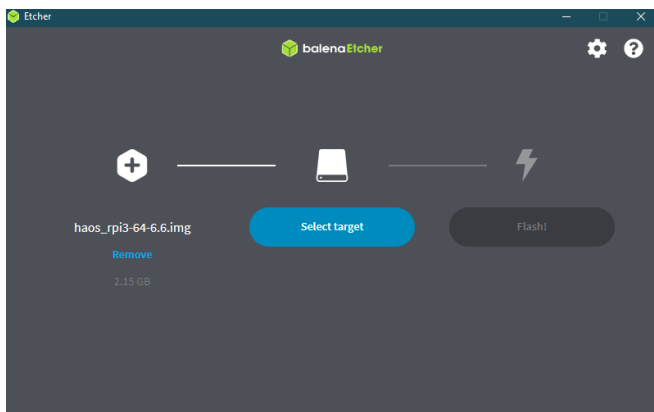 Etcher
balenaEtcher
haos_rpi3-64-6.6.img
Select target
Flash!
Remove
2.15 GB